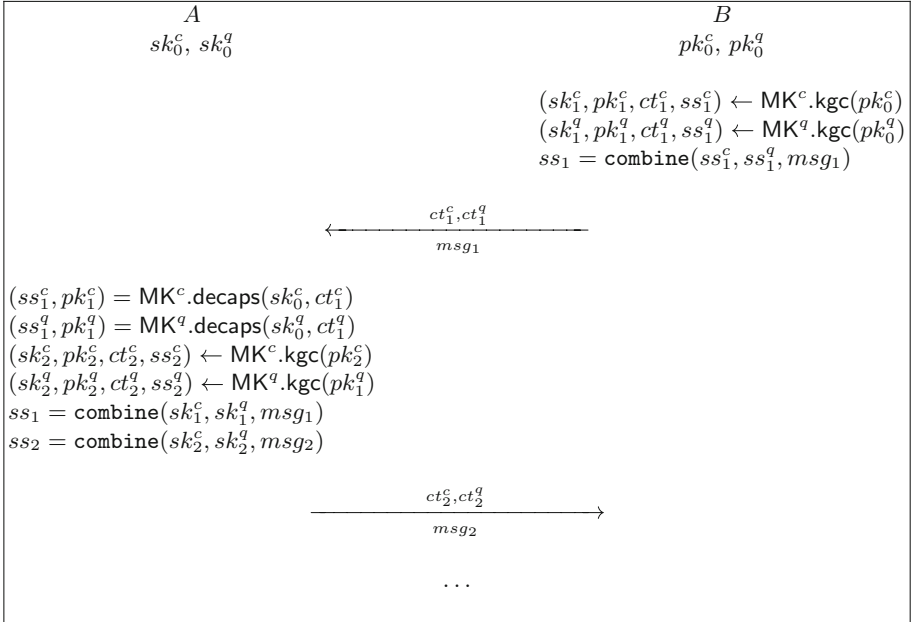 A B
sk_0^c, sk_0^q pk_0^c, pk_0^q
(sk_1^c, pk_1^c, ct_1^c, ss_1^c) ← MK^c.kgc(pk_0^c)
(sk_1^q, pk_1^q, ct_1^q, ss_1^q) ← MK^q.kgc(pk_0^q)
ss_1 = combine(ss_1^c, ss_1^q, msg_1)
ct_1^c,ct_1^q
msg_1
(ss_1^c, pk_1^c) = MK^c.decaps(sk_0^c, ct_1^c)
(ss_1^q, pk_1^q) = MK^q.decaps(sk_0^q, ct_1^q)
(sk_2^c, pk_2^c, ct_2^c, ss_2^c) ← MK^c.kgc(pk_2^c)
(sk_2^q, pk_2^q, ct_2^q, ss_2^q) ← MK^q.kgc(pk_1^q)
ss_1 = combine(sk_1^c, sk_1^q, msg_1)
ss_2 = combine(sk_2^c, sk_2^q, msg_2)
ct_2^c,ct_2^q
msg_2
...